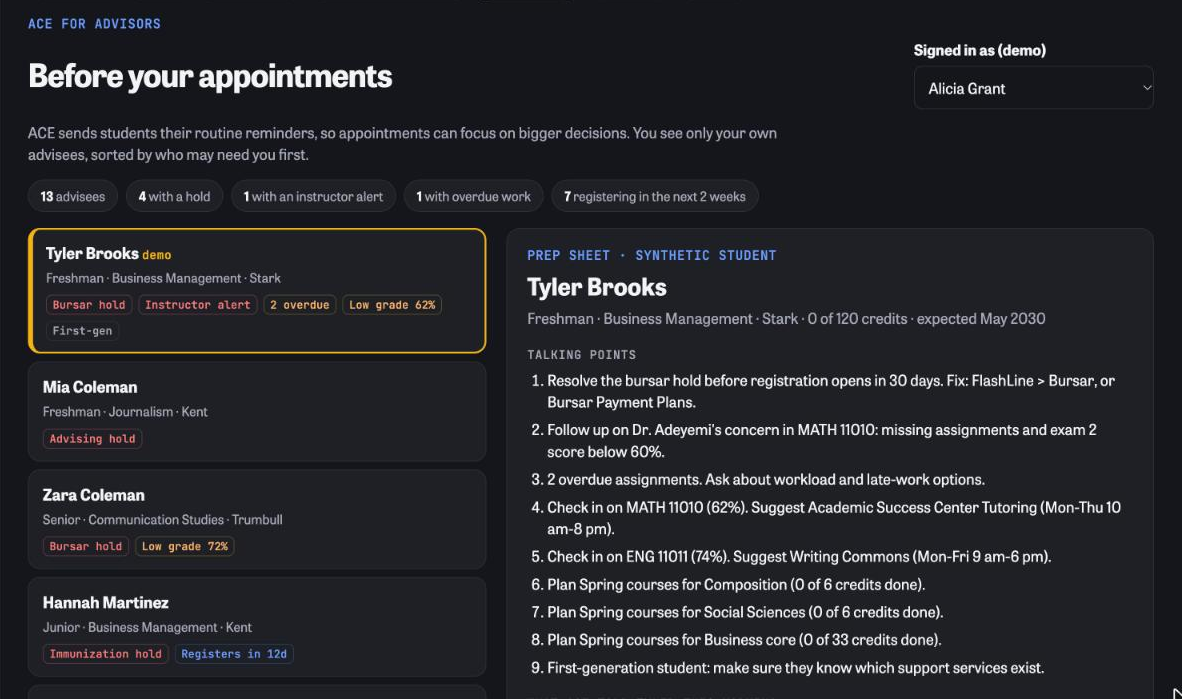 ACE FOR ADVISORS
Before your appointments
Signed in as (demo)
Alicia Grant
ACE sends students their routine reminders, so appointments can focus on bigger decisions. You see only your own
advisees, sorted by who may need you first.
13 advisees
4 with a hold
1 with an instructor alert
1 with overdue work
7 registering in the next 2 weeks
Tyler Brooks demo
Freshman · Business Management · Stark
Bursar hold
Instructor alert
2 overdue
Low grade 62%
First-gen
Mia Coleman
Freshman · Journalism · Kent
Advising hold
Zara Coleman
Senior · Communication Studies · Trumbull
Bursar hold
Low grade 72%
Hannah Martinez
Junior · Business Management · Kent
Immunization hold
Registers in 12d
PREP SHEET · SYNTHETIC STUDENT
Tyler Brooks
Freshman · Business Management · Stark · 0 of 120 credits · expected May 2030
TALKING POINTS
1. Resolve the bursar hold before registration opens in 30 days. Fix: FlashLine > Bursar, or
Bursar Payment Plans.
2. Follow up on Dr. Adeyemi's concern in MATH 11010: missing assignments and exam 2
score below 60%.
3. 2 overdue assignments. Ask about workload and late-work options.
4. Check in on MATH 11010 (62%). Suggest Academic Success Center Tutoring (Mon-Thu 10
am-8 pm).
5. Check in on ENG 11011 (74%). Suggest Writing Commons (Mon-Fri 9 am-6 pm).
6. Plan Spring courses for Composition (0 of 6 credits done).
7. Plan Spring courses for Social Sciences (0 of 6 credits done).
8. Plan Spring courses for Business core (0 of 33 credits done).
9. First-generation student: make sure they know which support services exist.